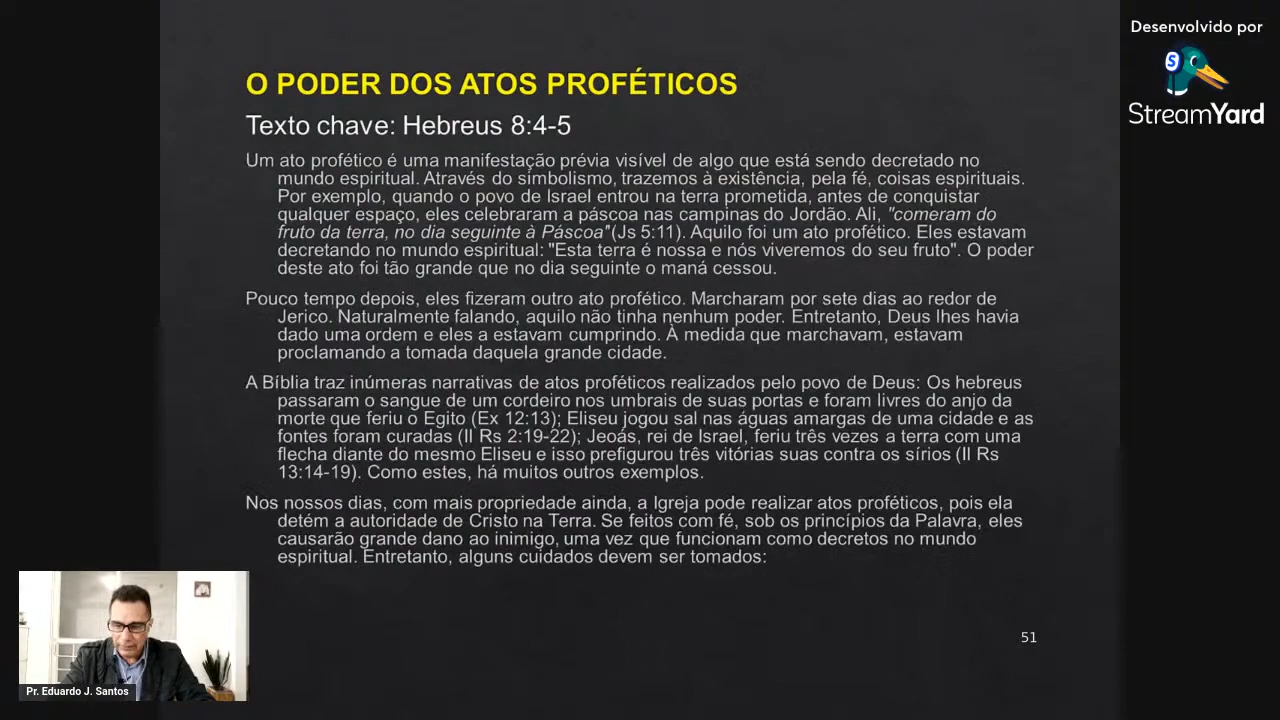 Desenvolvido por
S
StreamYard
O PODER DOS ATOS PROFÉTICOS
Texto chave: Hebreus 8:4-5
Um ato profético é uma manifestação prévia visível de algo que está sendo decretado no
mundo espiritual. Através do simbolismo, trazemos à existência, pela fé, coisas espirituais.
Por exemplo, quando o povo de Israel entrou na terra prometida, antes de conquistar
qualquer espaço, eles celebraram a páscoa nas campinas do Jordão. Ali, "comeram do
fruto da terra, no dia seguinte à Páscoa"(Js 5:11). Aquilo foi um ato profético. Eles estavam
decretando no mundo espiritual: "Esta terra é nossa e nós viveremos do seu fruto". O poder
deste ato foi tão grande que no dia seguinte o maná cessou.
Pouco tempo depois, eles fizeram outro ato profético. Marcharam por sete dias ao redor de
Jerico. Naturalmente falando, aquilo não tinha nenhum poder. Entretanto, Deus lhes havia
dado uma ordem e eles a estavam cumprindo. À medida que marchavam, estavam
proclamando a tomada daquela grande cidade.
A Bíblia traz inúmeras narrativas de atos proféticos realizados pelo povo de Deus: Os hebreus
passaram o sangue de um cordeiro nos umbrais de suas portas e foram livres do anjo da
morte que feriu o Egito (Ex 12:13); Eliseu jogou sal nas águas amargas de uma cidade e as
fontes foram curadas (II Rs 2:19-22); Jeoás, rei de Israel, feriu três vezes a terra com uma
flecha diante do mesmo Eliseu e isso prefigurou três vitórias suas contra os sírios (II Rs
13:14-19). Como estes, há muitos outros exemplos.
Nos nossos dias, com mais propriedade ainda, a Igreja pode realizar atos proféticos, pois ela
detém a autoridade de Cristo na Terra. Se feitos com fé, sob os princípios da Palavra, eles
causarão grande dano ao inimigo, uma vez que funcionam como decretos no mundo
espiritual. Entretanto, alguns cuidados devem ser tomados:
51
Pr. Eduardo J. Santos